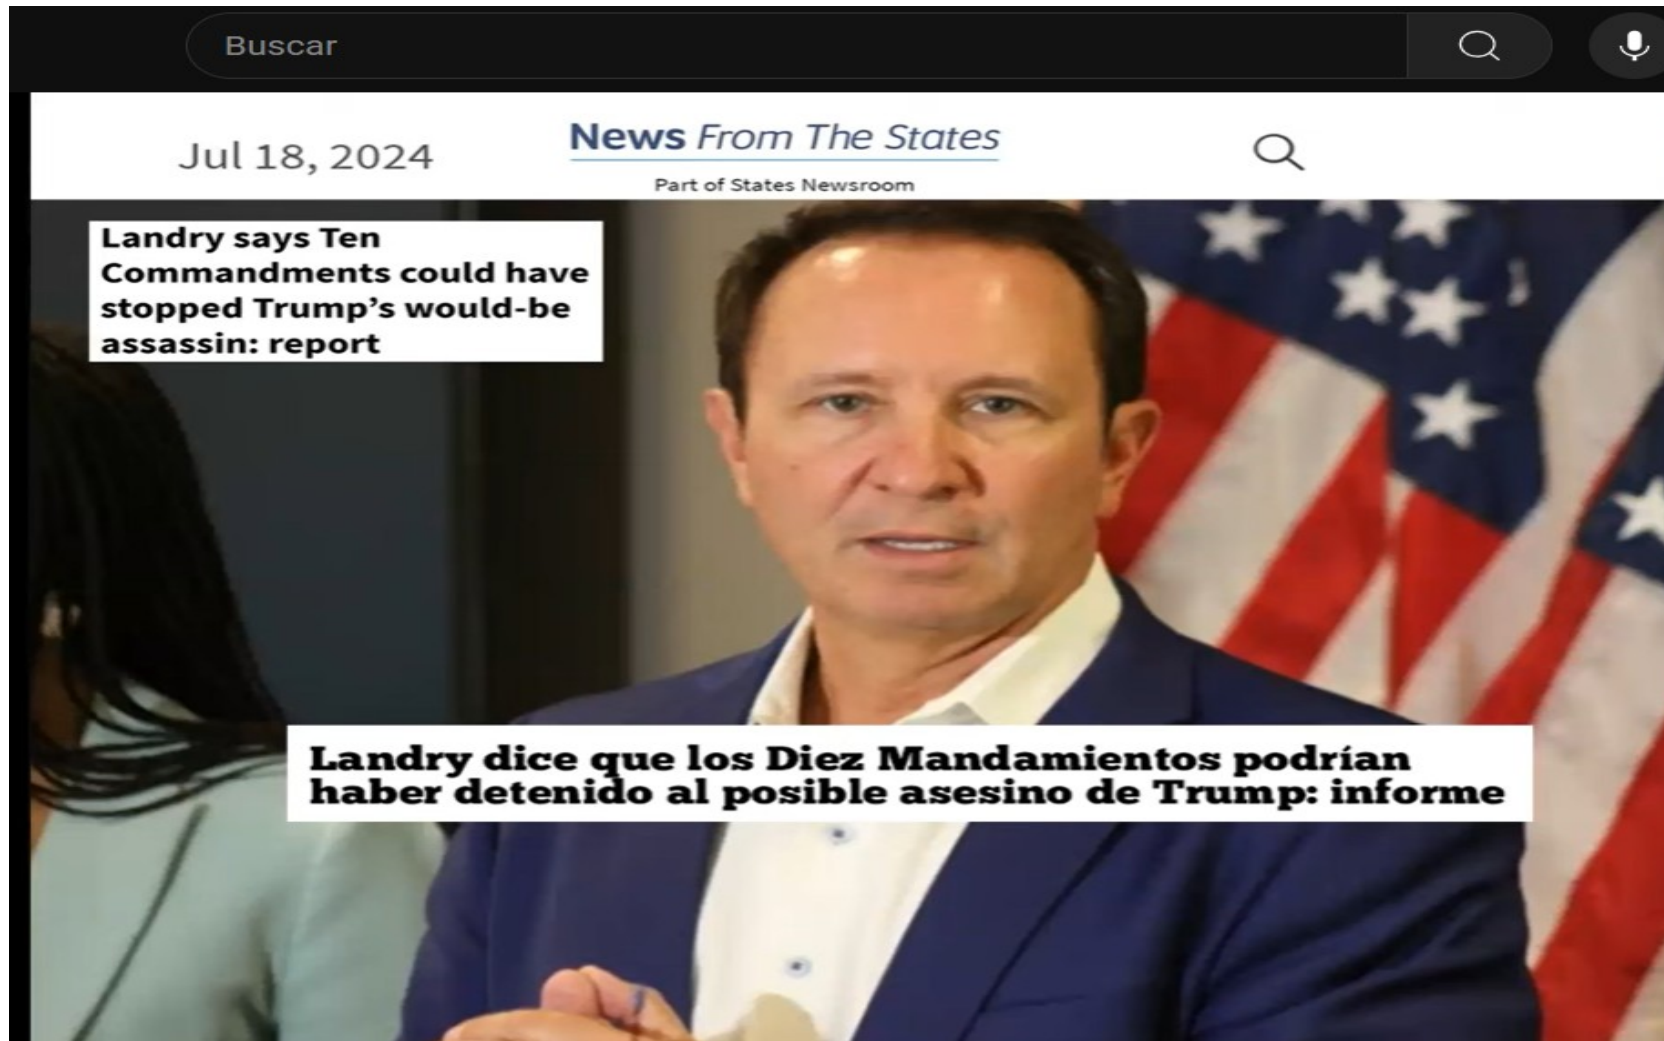 Buscar
Jul 18, 2024
News From The States
Part of States Newsroom
Landry says Ten
Commandments could have
stopped Trump's would-be
assassin: report
Landry dice que los Diez Mandamientos podrían
haber detenido al posible asesino de Trump: informe